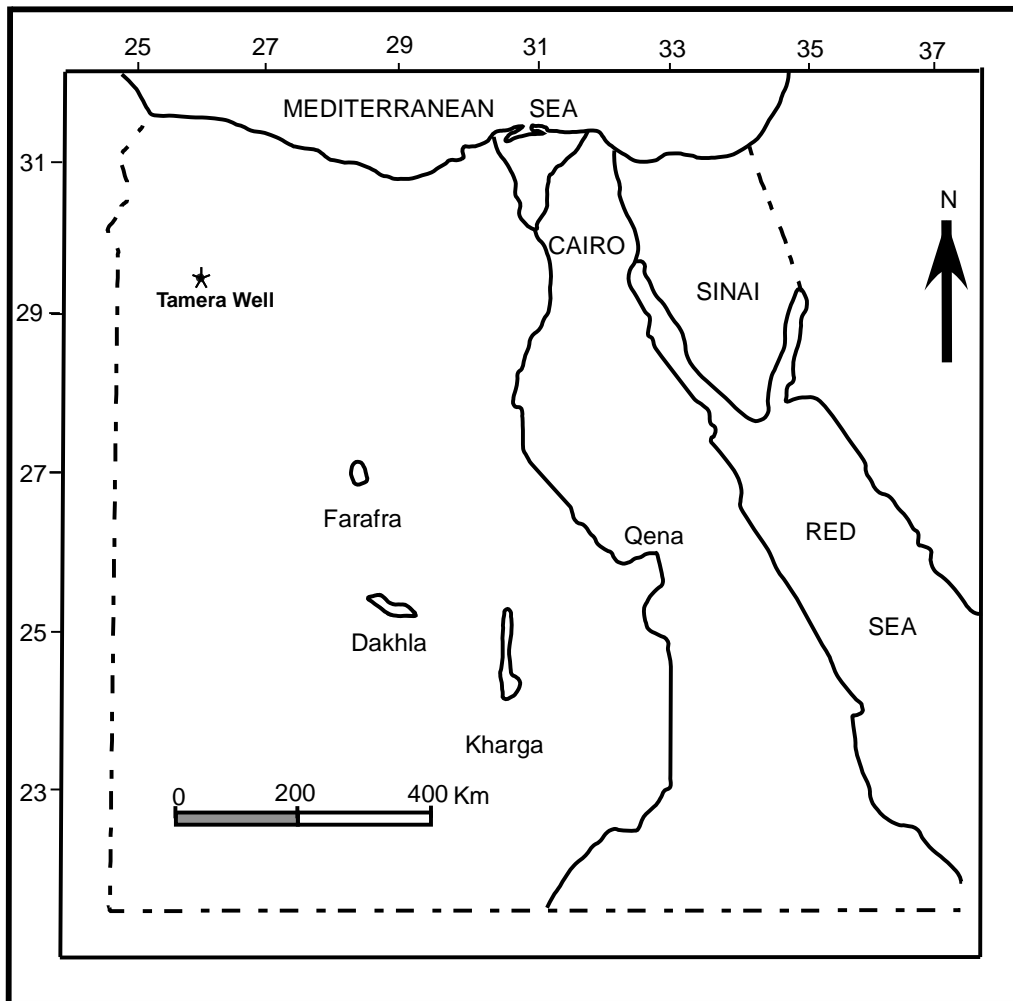 25 27 29 31 33 35 37
MEDITERRANEAN SEA
31
N
CAIRO
SINAI
Tamera Well
29
27
Farafra
Qena
RED
25
SEA
Dakhla
Kharga
23
0 200 400 Km